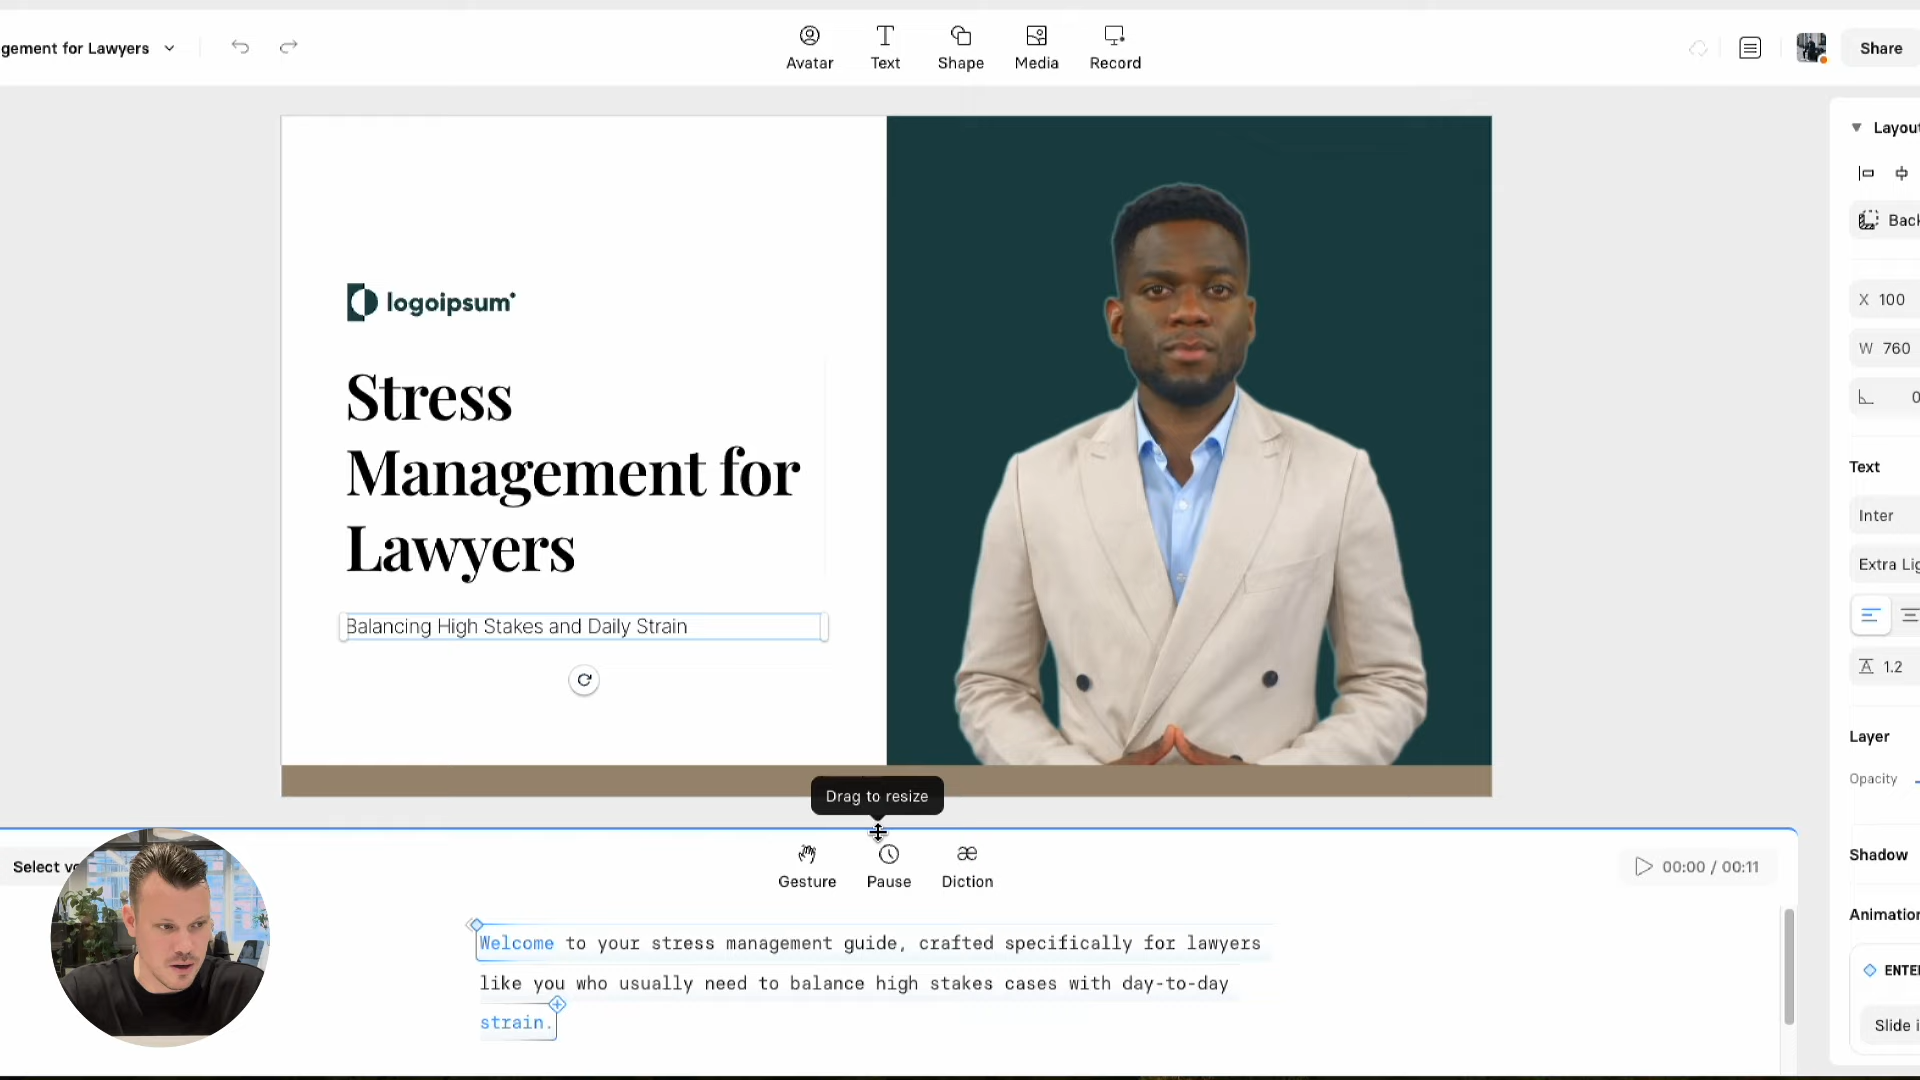 gement for Lawyers
Avatar
Text
Shape
Media
Record
Share
Layout
Back
X 100
W 760
0
Text
Inter
Extra Lig
1.2
Layer
Opacity
Shadow
Animation
ENTER
Slide i
logoipsum
Stress
Management for
Lawyers
Balancing High Stakes and Daily Strain
Drag to resize
Select vo
Gesture
Pause
Diction
00:00 / 00:11
Welcome to your stress management guide, crafted specifically for lawyers
like you who usually need to balance high stakes cases with day-to-day
strain.